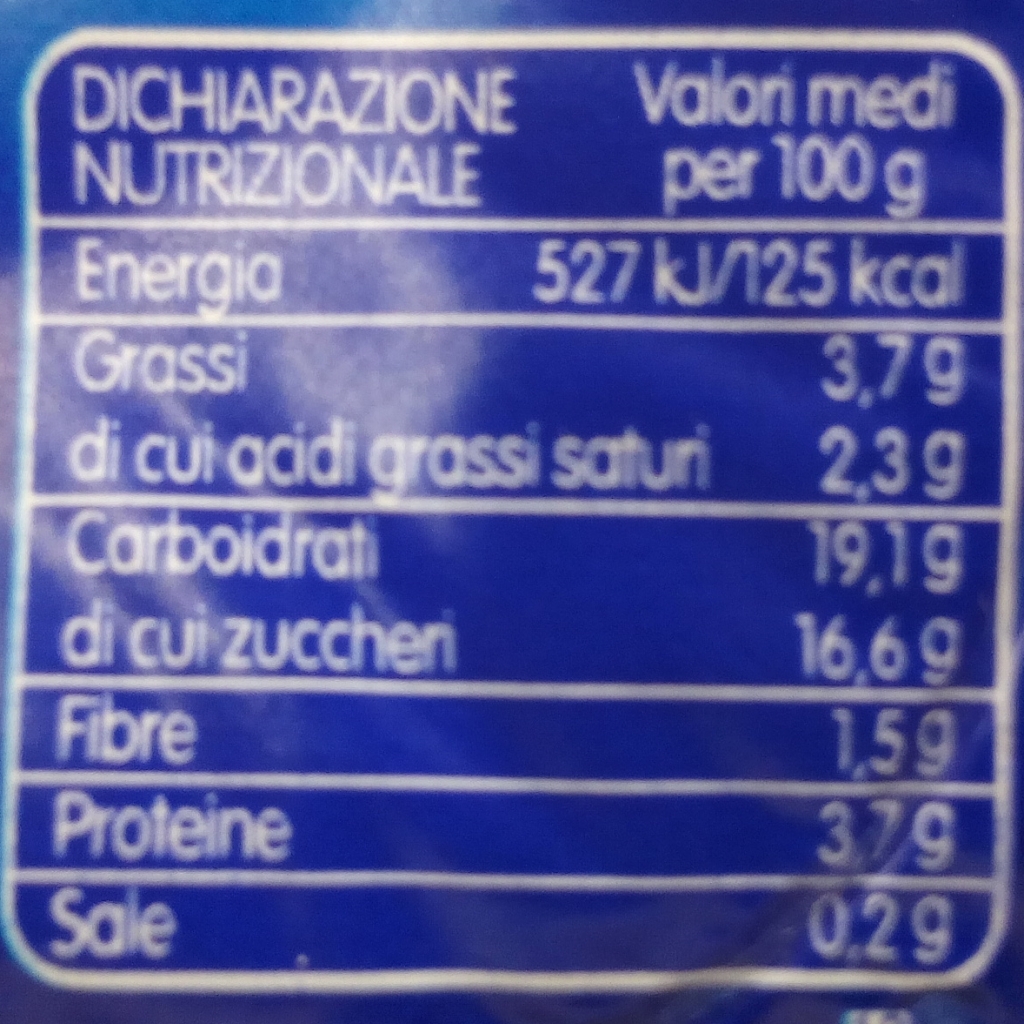 DICHIARAZIONE NUTRIZIONALE Valori medi per 100 g
Energia 527 kJ/125 kcal
Grassi 3,7 g
di cui acidi grassi saturi 2,3 g
Carboidrati 19,1 g
di cui zuccheri 16,6 g
Fibre 1,5 g
Proteine 3,7 g
Sale 0,2 g